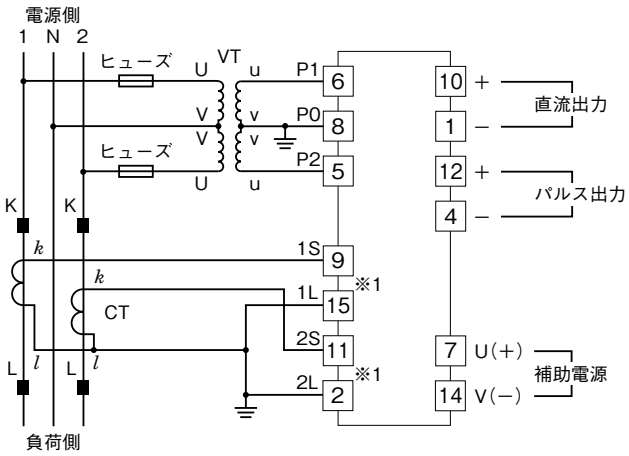 電源側
1 N 2
ヒューズ
VT
U
u
P1
6
10
+
直流出力
V
v
P0
8
1
−
V
v
ヒューズ
P2
5
12
+
パルス出力
U
u
4
−
K
K
k
1S
9
※1
k
1L
15
CT
2S
11
※1
7
U(+)
補助電源
L
l
L
l
2L
2
14
V(−)
負荷側